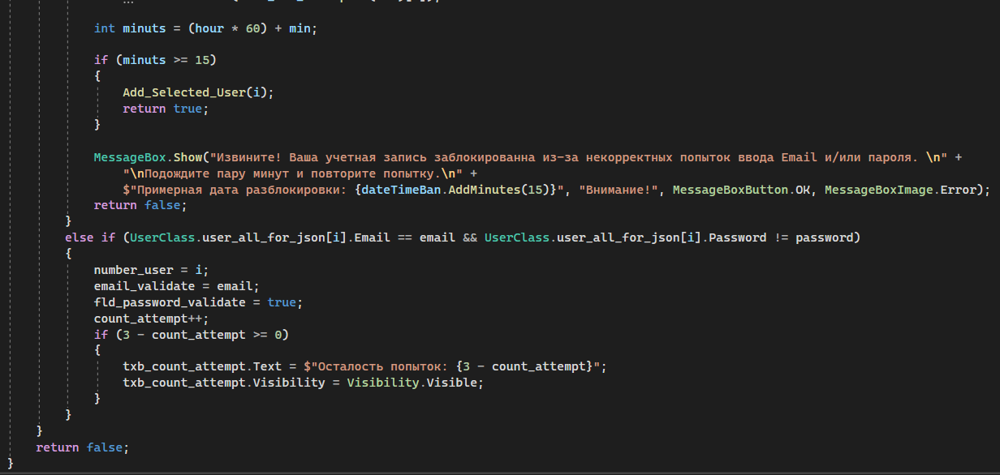 int minuts = (hour * 60) + min;
if (minuts >= 15)
{
Add_Selected_User(i);
return true;
}
MessageBox.Show("Извините! Ваша учетная запись заблокированна из-за некорректных попыток ввода Email и/или пароля. \n" +
"\nПодождите пару минут и повторите попытку.\n" +
$"Примерная дата разблокировки: {dateTimeBan.AddMinutes(15)}", "Внимание!", MessageBoxButton.OK, MessageBoxImage.Error);
return false;
}
else if (UserClass.user_all_for_json[i].Email == email && UserClass.user_all_for_json[i].Password != password)
{
number_user = i;
email_validate = email;
fld_password_validate = true;
count_attempt++;
if (3 - count_attempt >= 0)
{
txb_count_attempt.Text = $"Осталость попыток: {3 - count_attempt}";
txb_count_attempt.Visibility = Visibility.Visible;
}
}
}
return false;
}